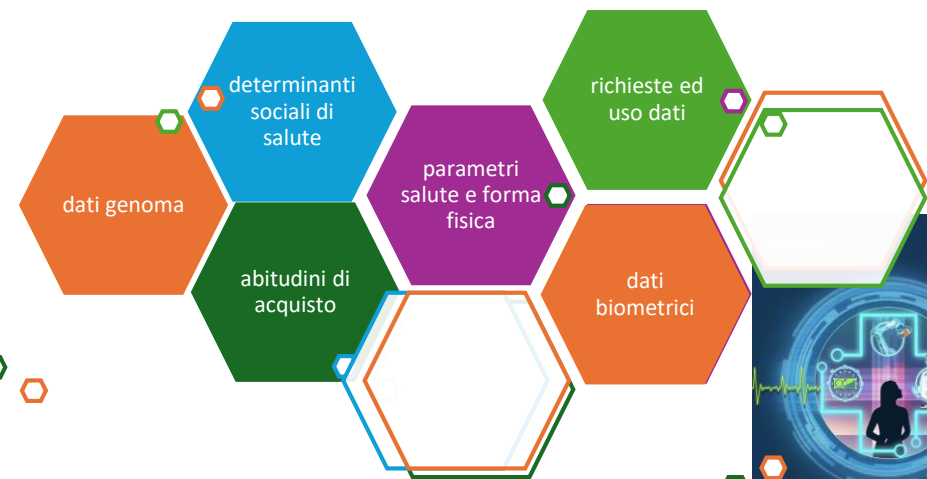 dati genoma
determinanti
sociali di
salute
abitudini di
acquisto
parametri
salute e forma
fisica
richieste ed
uso dati
dati
biometrici